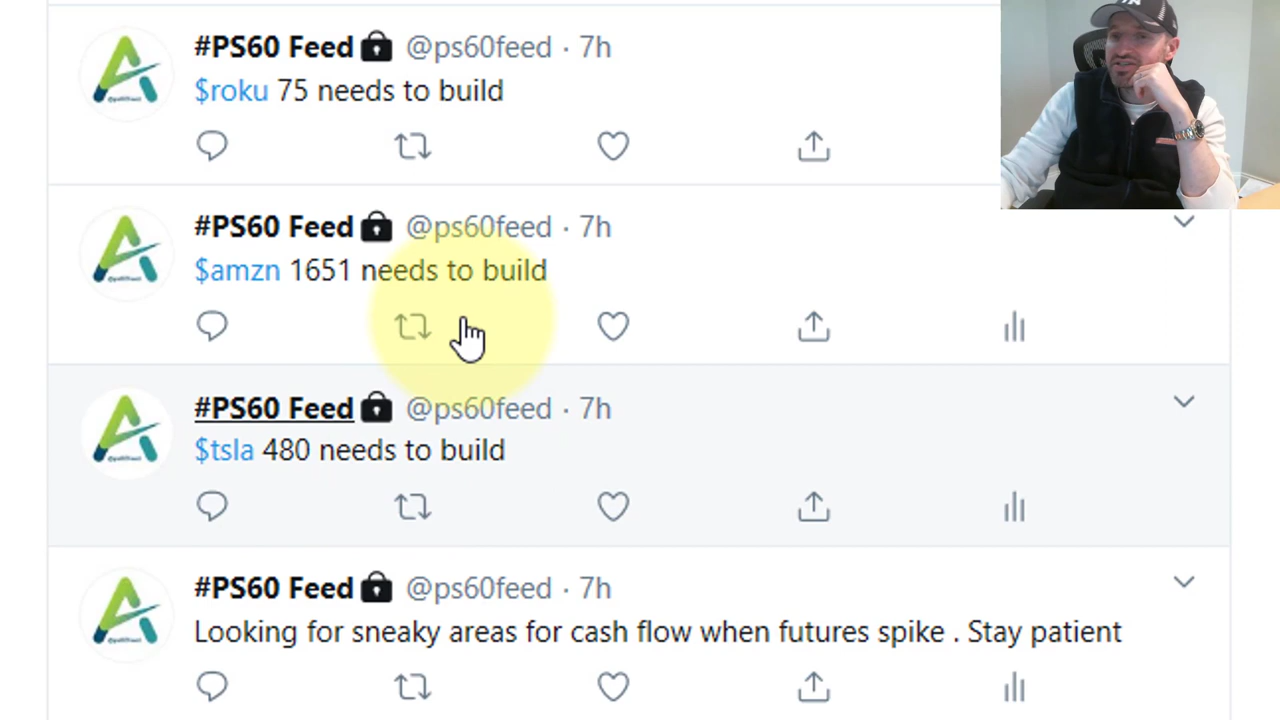 #PS60 Feed @ps60feed · 7h
$roku 75 needs to build
#PS60 Feed @ps60feed · 7h
$amzn 1651 needs to build
#PS60 Feed @ps60feed · 7h
$tsla 480 needs to build
#PS60 Feed @ps60feed · 7h
Looking for sneaky areas for cash flow when futures spike . Stay patient